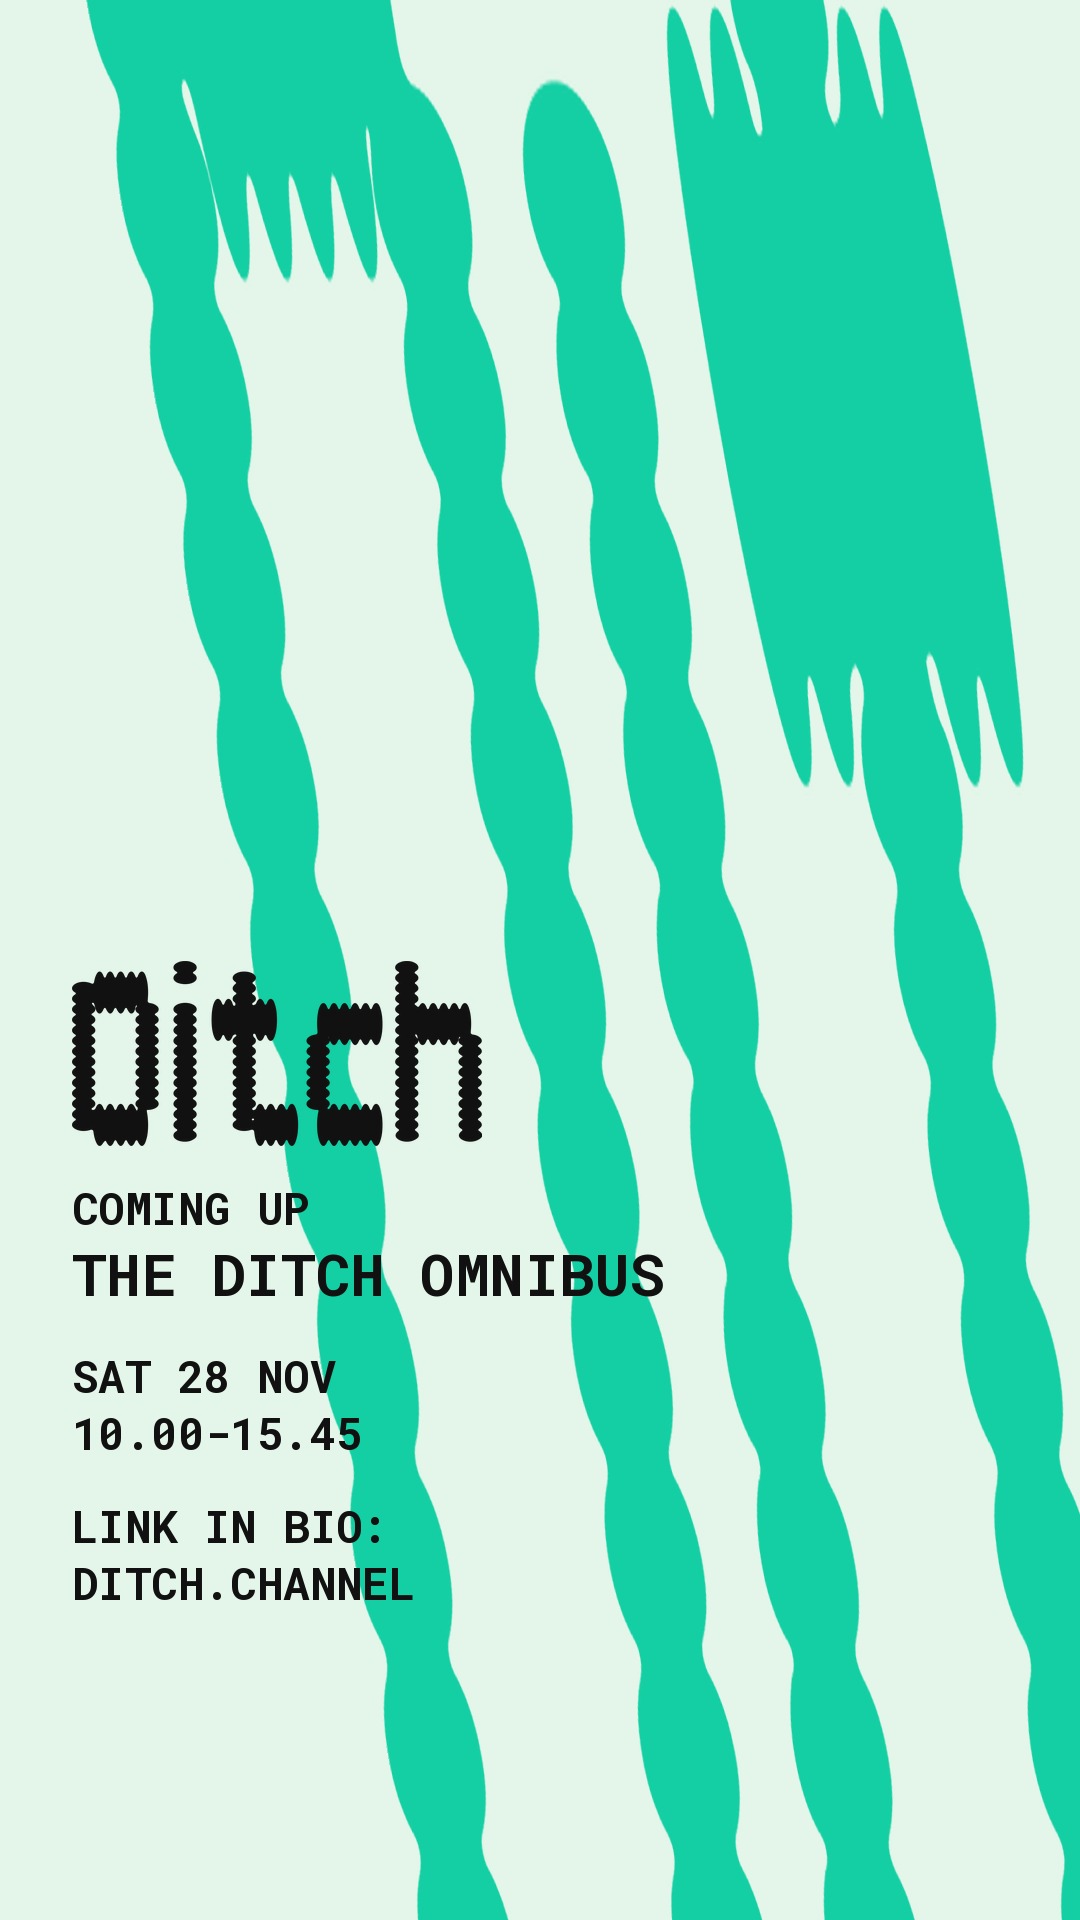 Ditch
COMING UP
THE DITCH OMNIBUS
SAT 28 NOV
10.00–15.45
LINK IN BIO:
DITCH.CHANNEL